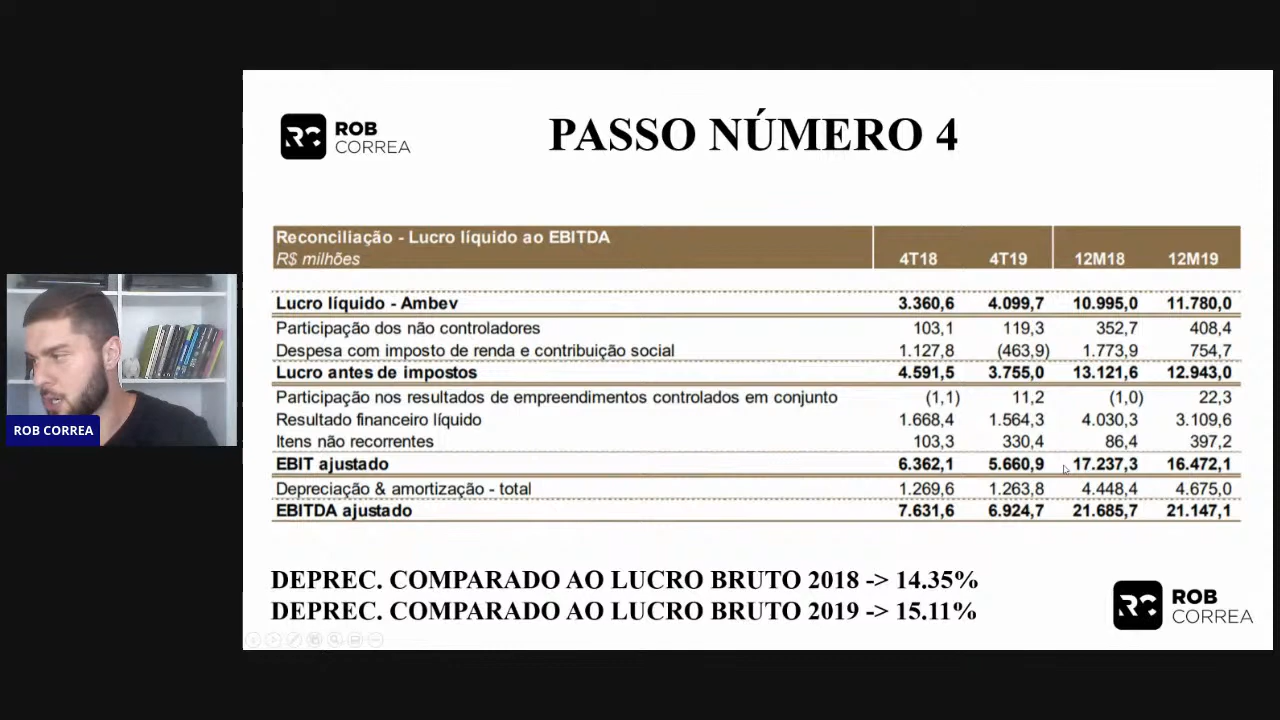 ROB
CORREA
PASSO NÚMERO 4
Reconciliação - Lucro líquido ao EBITDA
R$ milhões 4T18 4T19 12M18 12M19
Lucro líquido - Ambev 3.360,6 4.099,7 10.995,0 11.780,0
Participação dos não controladores 103,1 119,3 352,7 408,4
Despesa com imposto de renda e contribuição social 1.127,8 (463,9) 1.773,9 754,7
Lucro antes de impostos 4.591,5 3.755,0 13.121,6 12.943,0
Participação nos resultados de empreendimentos controlados em conjunto (1,1) 11,2 (1,0) 22,3
Resultado financeiro líquido 1.668,4 1.564,3 4.030,3 3.109,6
Itens não recorrentes 103,3 330,4 86,4 397,2
EBIT ajustado 6.362,1 5.660,9 17.237,3 16.472,1
Depreciação & amortização - total 1.269,6 1.263,8 4.448,4 4.675,0
EBITDA ajustado 7.631,6 6.924,7 21.685,7 21.147,1
DEPREC. COMPARADO AO LUCRO BRUTO 2018 -> 14.35%
DEPREC. COMPARADO AO LUCRO BRUTO 2019 -> 15.11%
ROB
CORREA
ROB CORREA